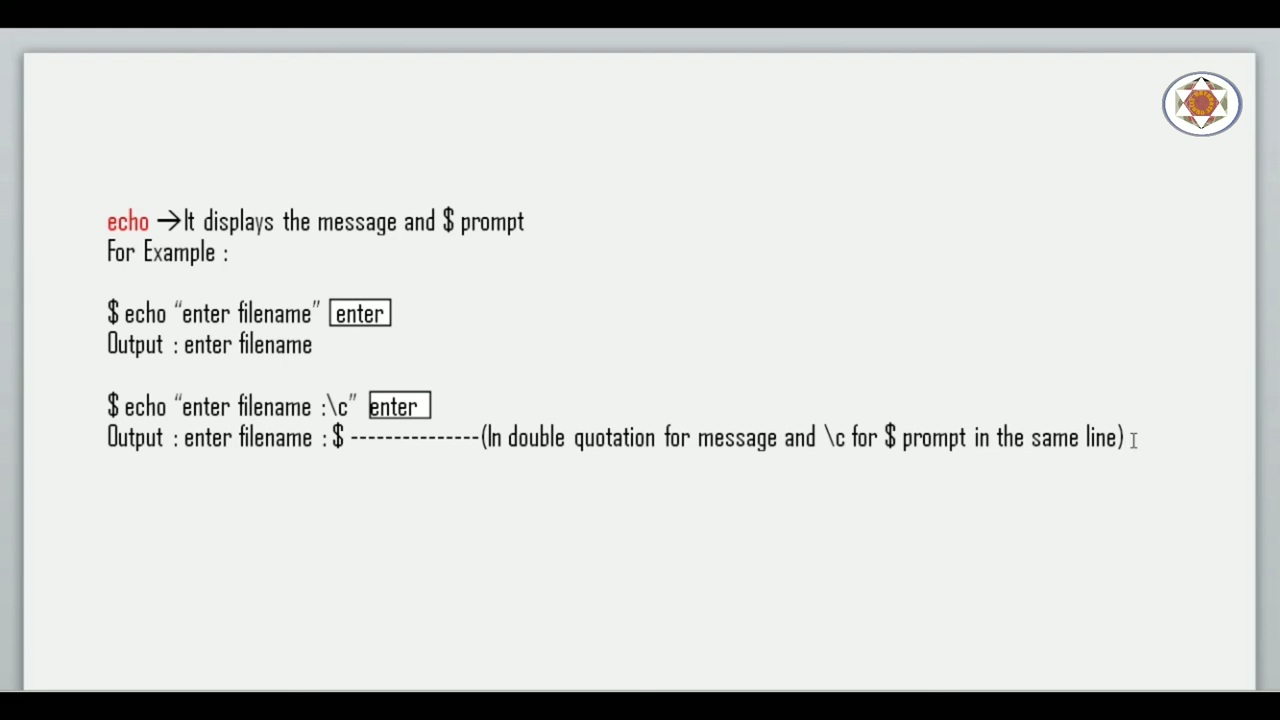 echo →It displays the message and $ prompt
For Example :
$ echo “enter filename” enter
Output : enter filename
$ echo “enter filename :\c” enter
Output : enter filename : $ ---------------(In double quotation for message and \c for $ prompt in the same line)